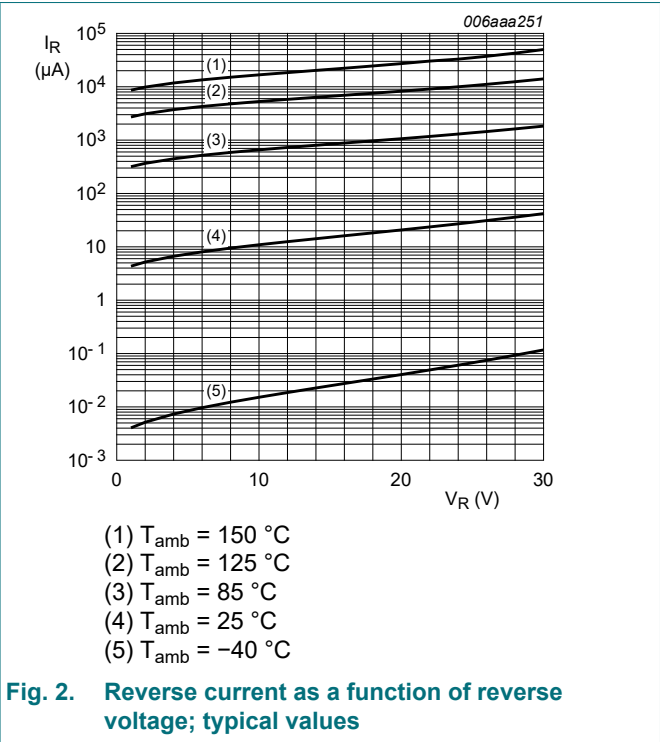 006aaa251
I_R
(μA)
10^5
10^4
10^3
10^2
10
1
10^-1
10^-2
10^-3
(1)
(2)
(3)
(4)
(5)
0 10 20 30
V_R (V)
(1) T_amb = 150 °C
(2) T_amb = 125 °C
(3) T_amb = 85 °C
(4) T_amb = 25 °C
(5) T_amb = −40 °C
Fig. 2. Reverse current as a function of reverse
voltage; typical values